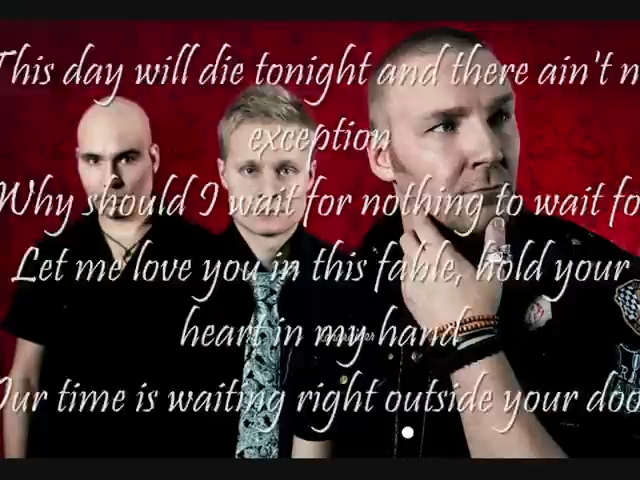 This day will die tonight and there ain't n
exception
Why should I wait for nothing to wait fo
Let me love you in this fable, hold your
heart in my hand
Our time is waiting right outside your doo